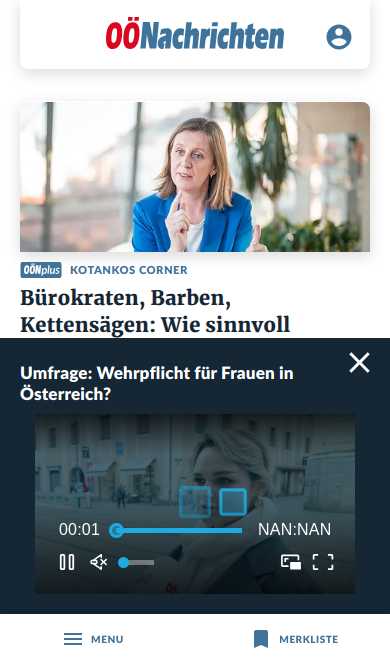 OÖNachrichten
OÖNplus KOTANKOS CORNER
Bürokraten, Barben,
Kettensägen: Wie sinnvoll
Umfrage: Wehrpflicht für Frauen in
Österreich?
00:01 NAN:NAN
MENU MERKLISTE